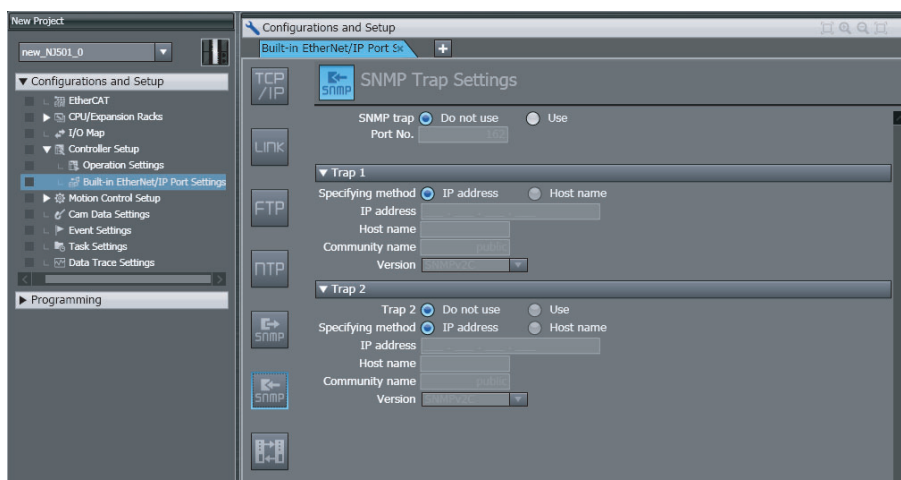 New Project
new_NJ501_0
▼ Configurations and Setup
EtherCAT
▶ CPU/Expansion Racks
I/O Map
▼ Controller Setup
Operation Settings
Built-in EtherNet/IP Port Settings
▶ Motion Control Setup
Cam Data Settings
▶ Event Settings
Task Settings
Data Trace Settings
▶ Programming
Configurations and Setup
Built-in EtherNet/IP Port Se
TCP/IP
LINK
FTP
NTP
SNMP
SNMP
SNMP
SNMP Trap Settings
SNMP trap Do not use Use
Port No. 162
▼ Trap 1
Specifying method IP address Host name
IP address
Host name
Community name public
Version SNMPv2C
▼ Trap 2
Trap 2 Do not use Use
Specifying method IP address Host name
IP address
Host name
Community name public
Version SNMPv2C